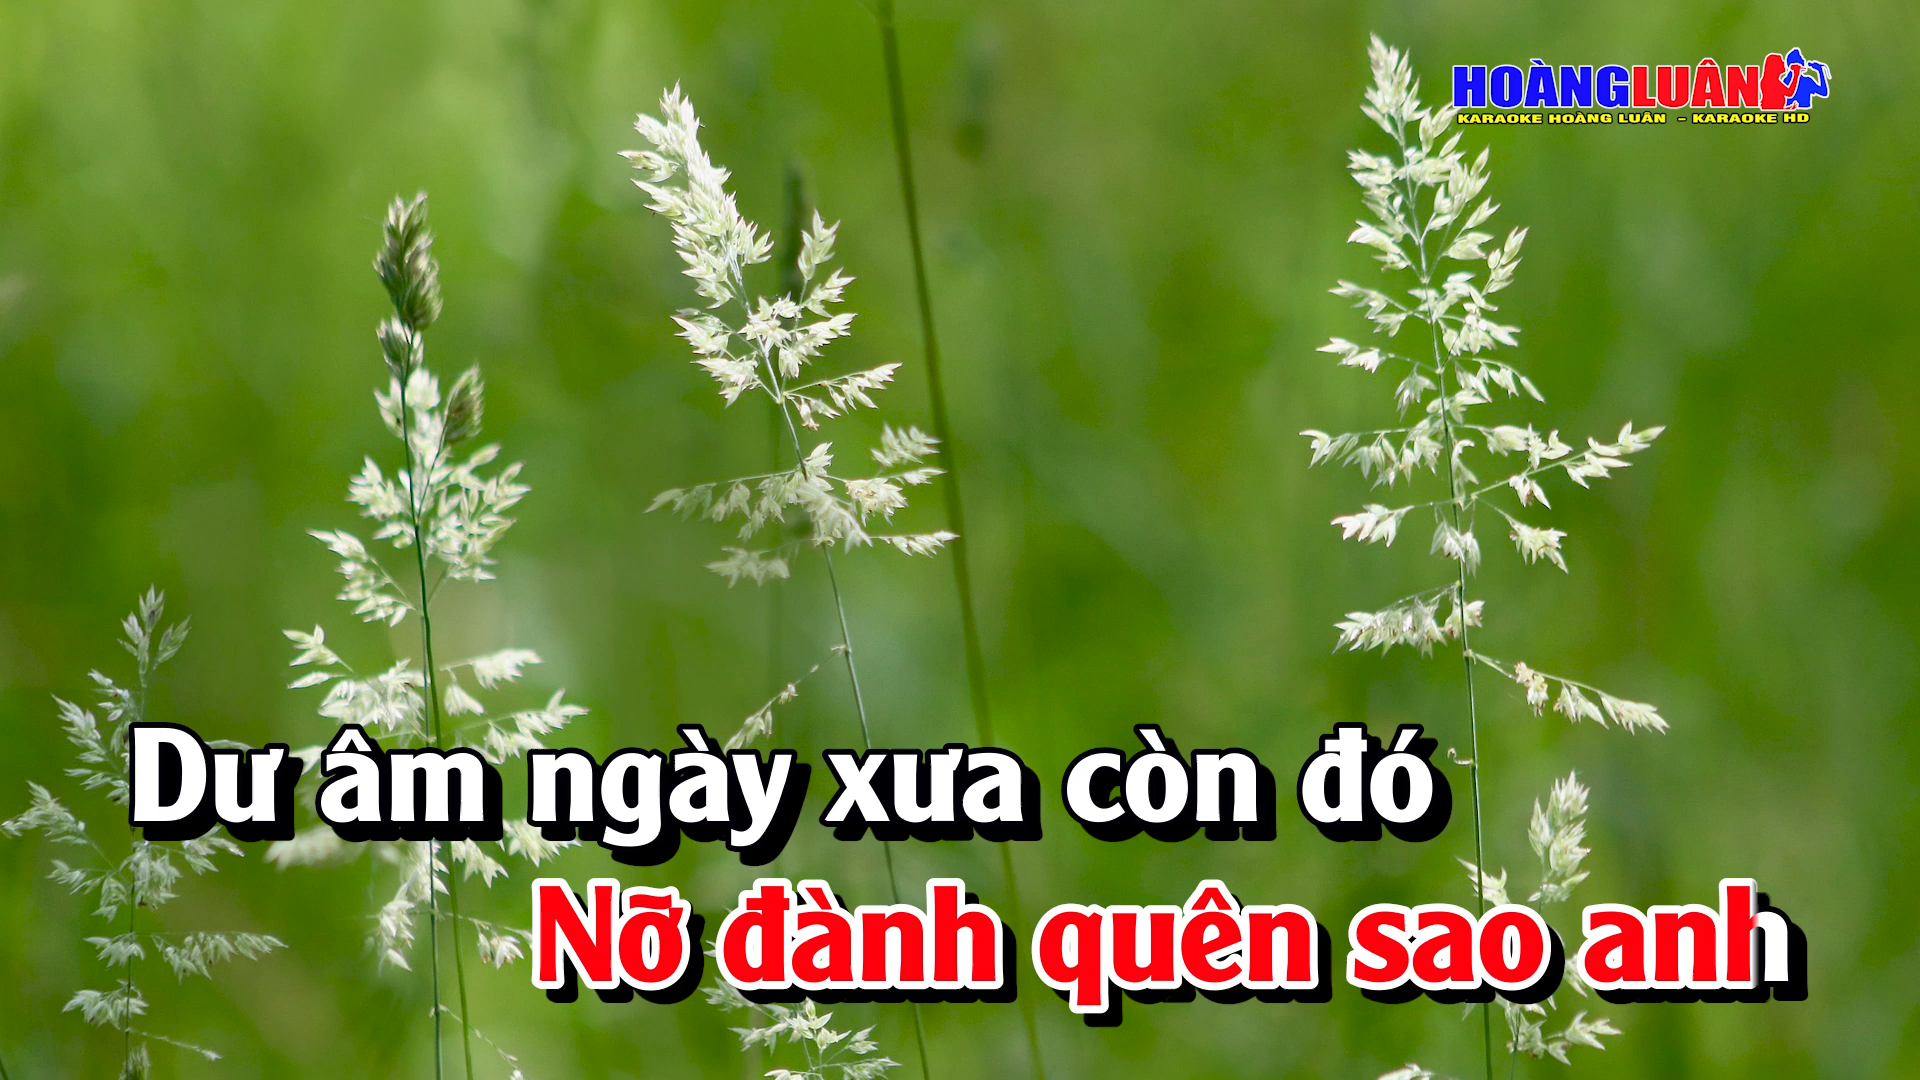 HOÀNGLUÂN
KARAOKE HOÀNG LUÂN - KARAOKE HD
Dư âm ngày xưa còn đó
Nỡ đành quên sao anh